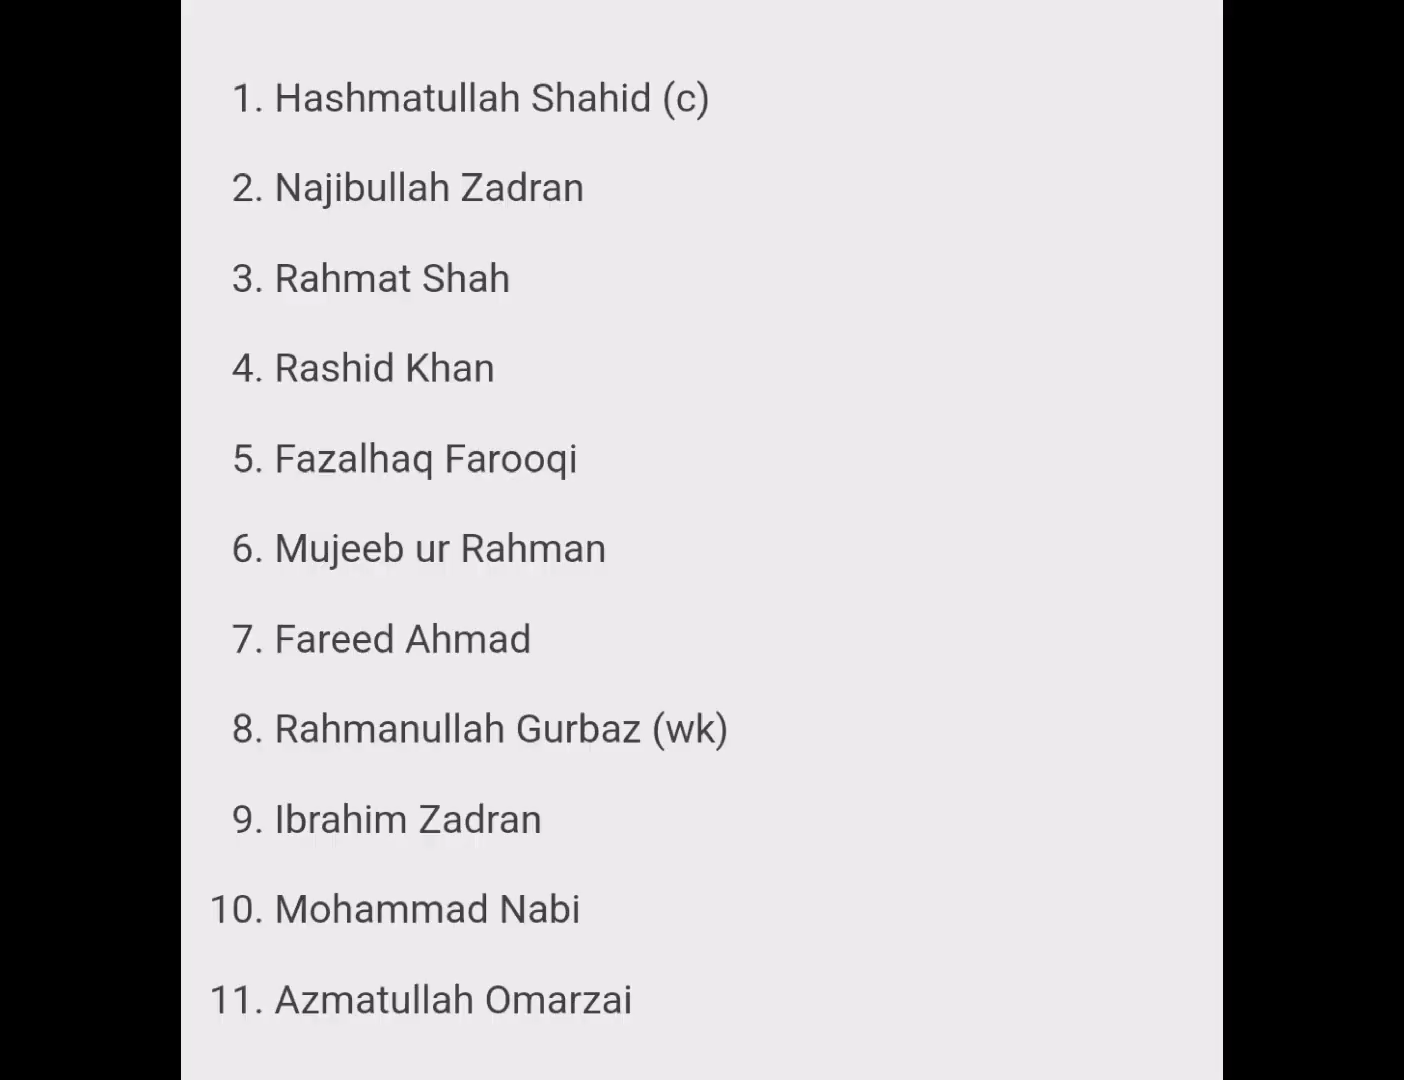 1. Hashmatullah Shahid (c)
2. Najibullah Zadran
3. Rahmat Shah
4. Rashid Khan
5. Fazalhaq Farooqi
6. Mujeeb ur Rahman
7. Fareed Ahmad
8. Rahmanullah Gurbaz (wk)
9. Ibrahim Zadran
10. Mohammad Nabi
11. Azmatullah Omarzai